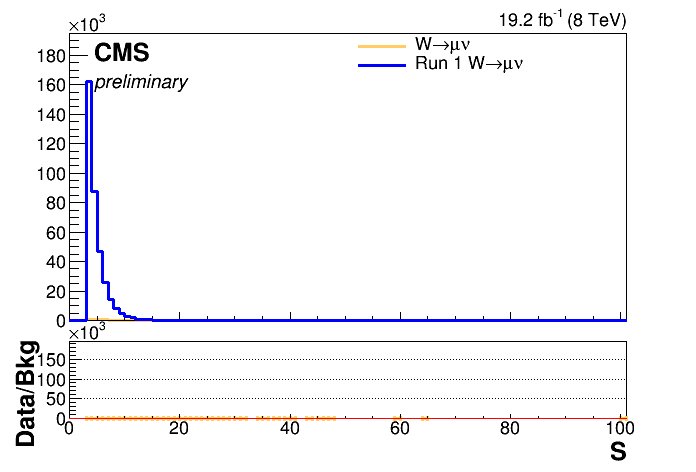 ×10³
19.2 fb⁻¹ (8 TeV)
CMS
preliminary
W→μν
Run 1 W→μν
180
160
140
120
100
80
60
40
20
0
×10³
Data/Bkg
150
100
50
0
0 20 40 60 80 100
S